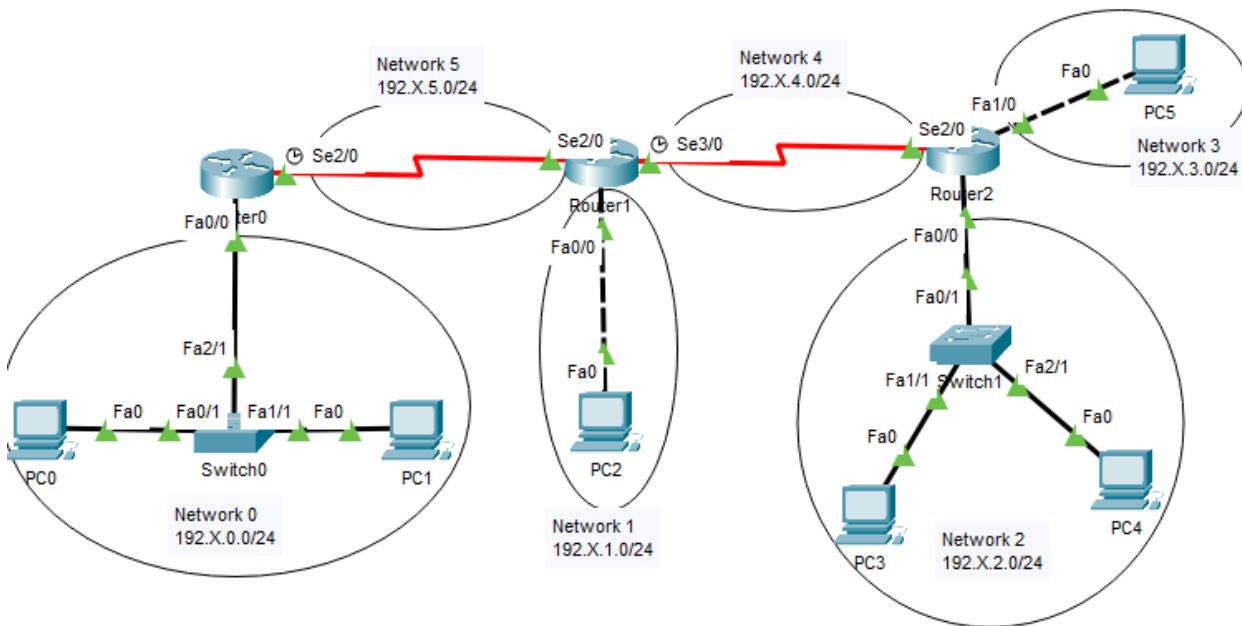 Network 5
192.X.5.0/24
Network 4
192.X.4.0/24
Fa0
Fa1/0
PC5
Network 3
192.X.3.0/24
Se2/0
Se2/0
Se3/0
Se2/0
Router1
Router2
Fa0/0
ter0
Fa0/0
Fa0/0
Fa0/1
Fa2/1
Fa0
Fa1/1
Switch1
Fa2/1
Fa0
Fa0/1
Fa1/1
Fa0
Fa0
Fa0
PC0
Switch0
PC1
PC2
PC3
PC4
Network 0
192.X.0.0/24
Network 1
192.X.1.0/24
Network 2
192.X.2.0/24